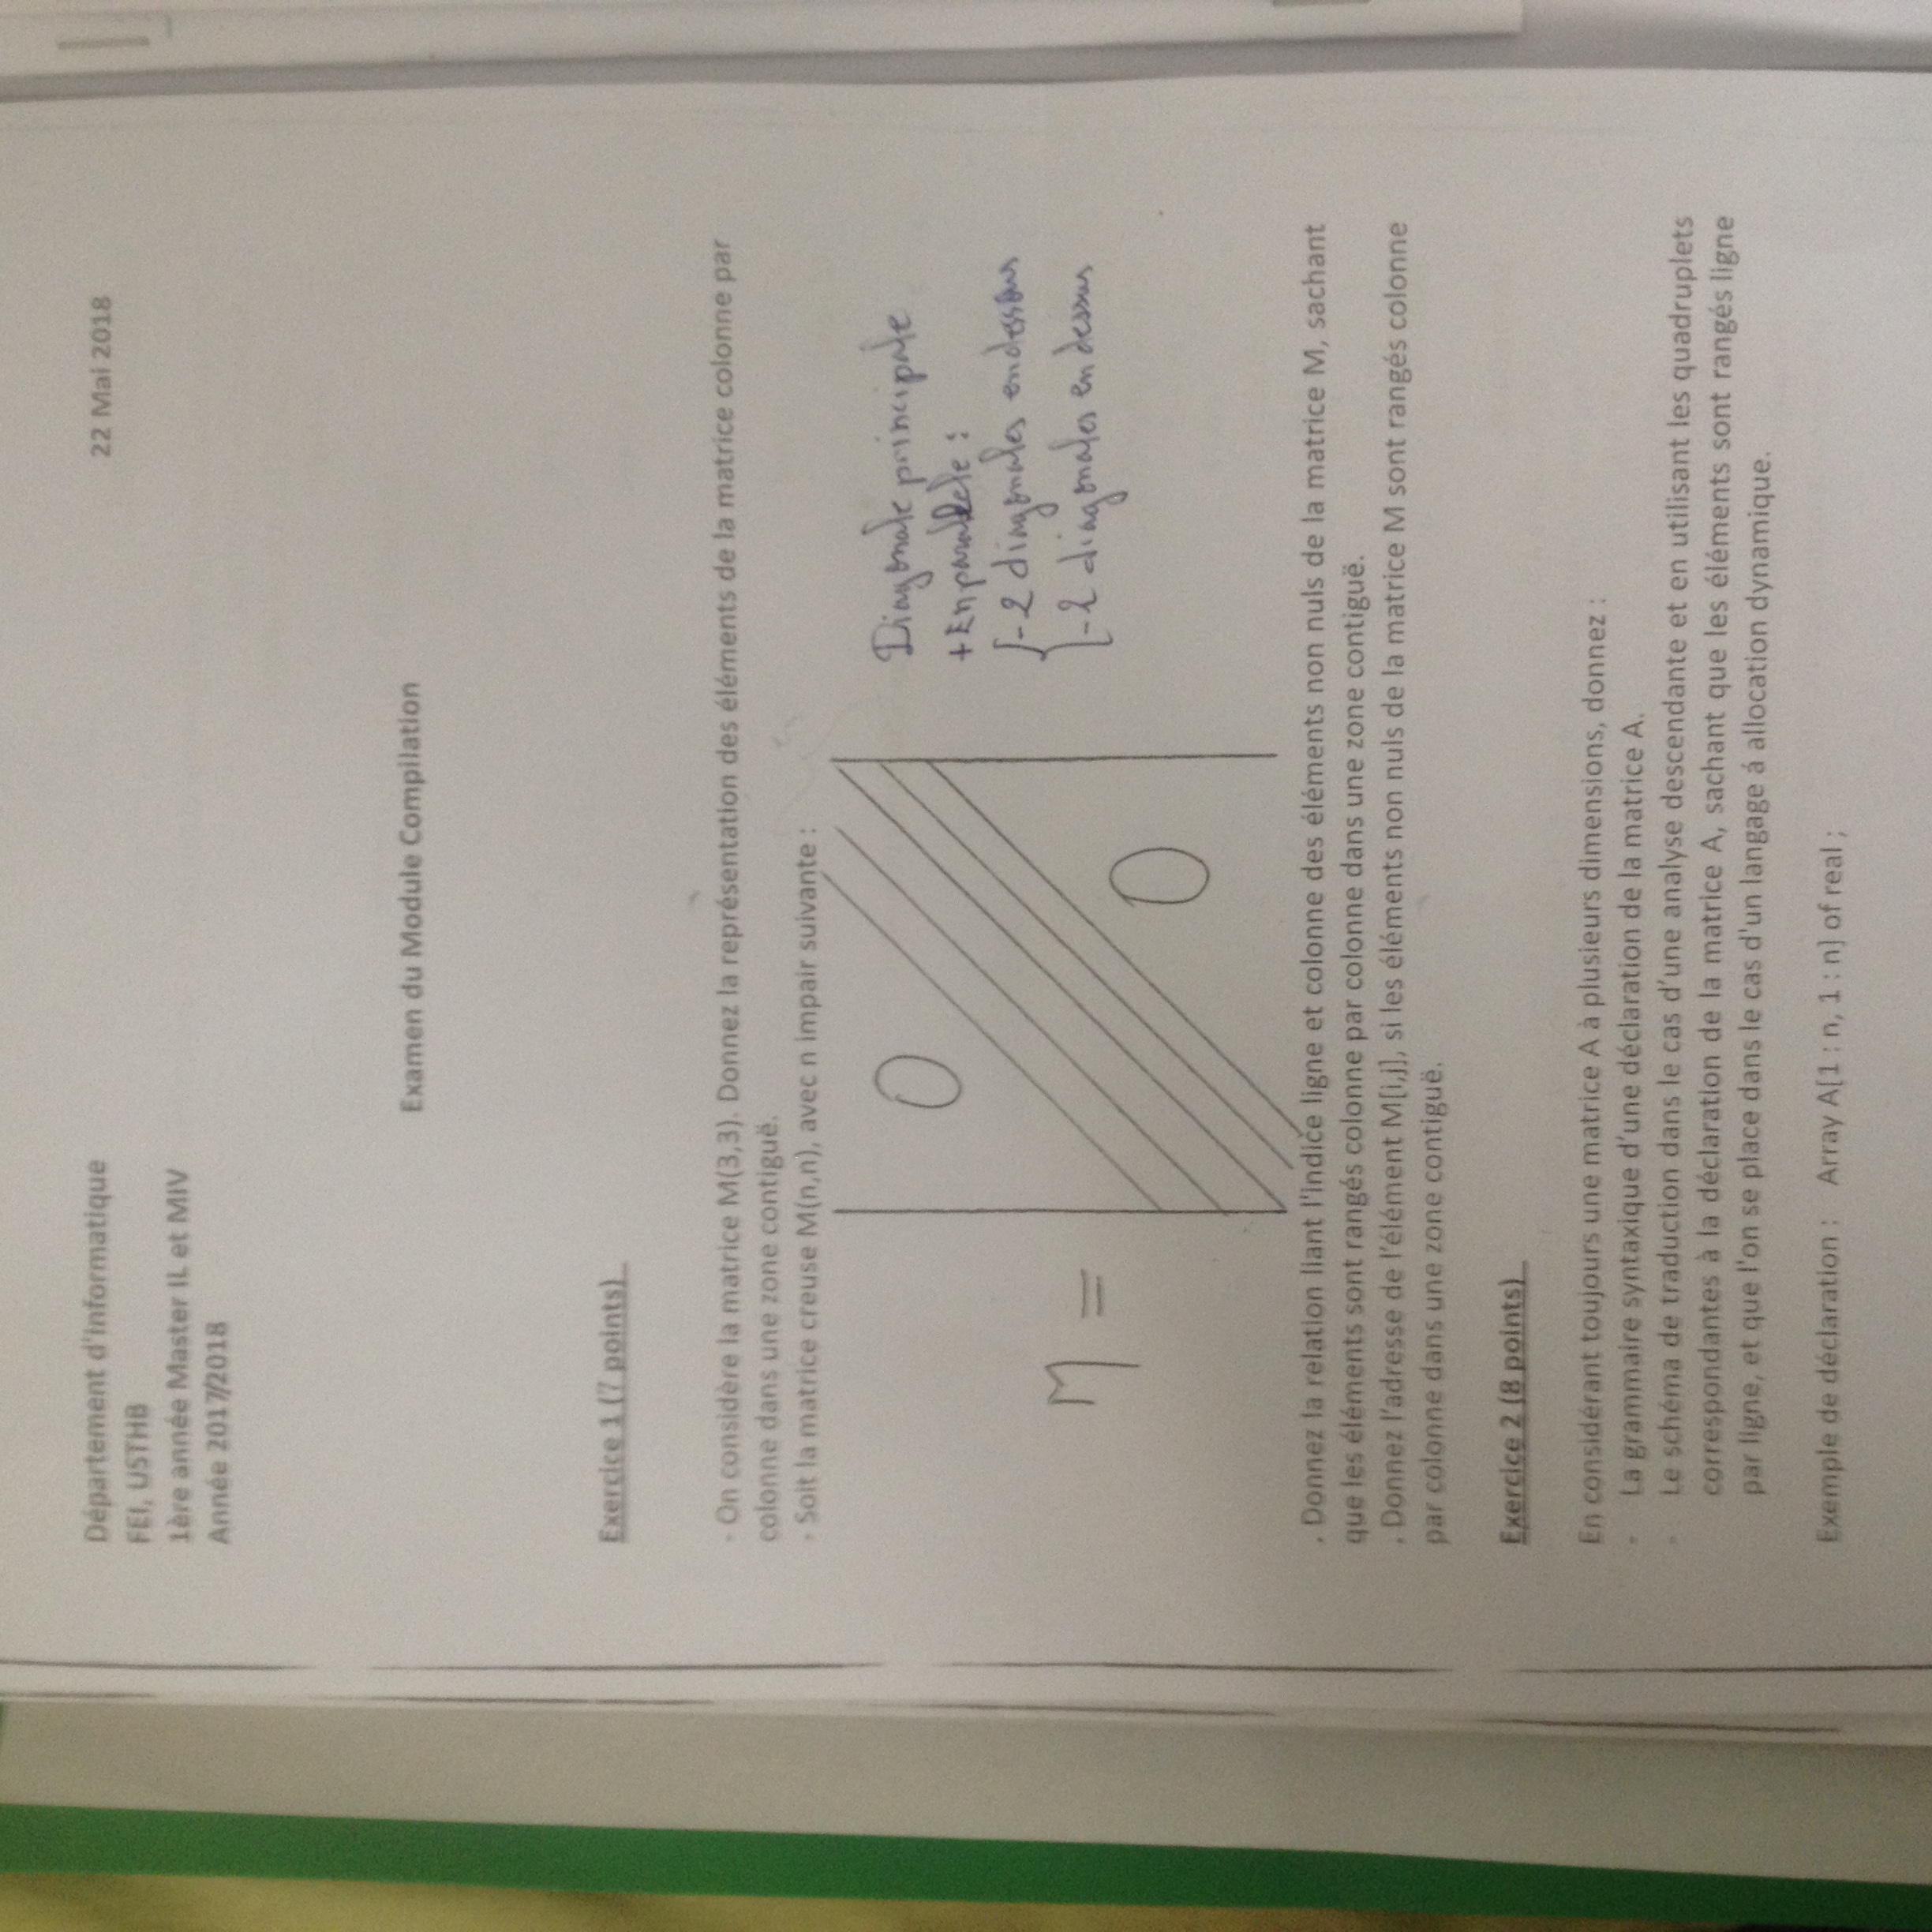 Département d'informatique
22 Mai 2018
FEI, USTHB
1ère année Master IL et MIV
Année 2017/2018
Examen du Module Compilation
Exercice 1 (7 points)
- On considère la matrice M(3,3). Donnez la représentation des éléments de la matrice colonne par
colonne dans une zone contiguë.
- Soit la matrice creuse M(n,n), avec n impair suivante :
0
Diagonale principale
+ En parallele :
- 2 diagonales en dessous
M =
- 2 diagonales en dessus
0
. Donnez la relation liant l'indice ligne et colonne des éléments non nuls de la matrice M, sachant
que les éléments sont rangés colonne par colonne dans une zone contiguë.
. Donnez l'adresse de l'élément M[i,j], si les éléments non nuls de la matrice M sont rangés colonne
par colonne dans une zone contiguë.
Exercice 2 (8 points)
En considérant toujours une matrice A à plusieurs dimensions, donnez :
- La grammaire syntaxique d'une déclaration de la matrice A.
- Le schéma de traduction dans le cas d'une analyse descendante et en utilisant les quadruplets
correspondantes à la déclaration de la matrice A, sachant que les éléments sont rangés ligne
par ligne, et que l'on se place dans le cas d'un langage á allocation dynamique.
Exemple de déclaration : Array A[1 : n, 1 : n] of real ;